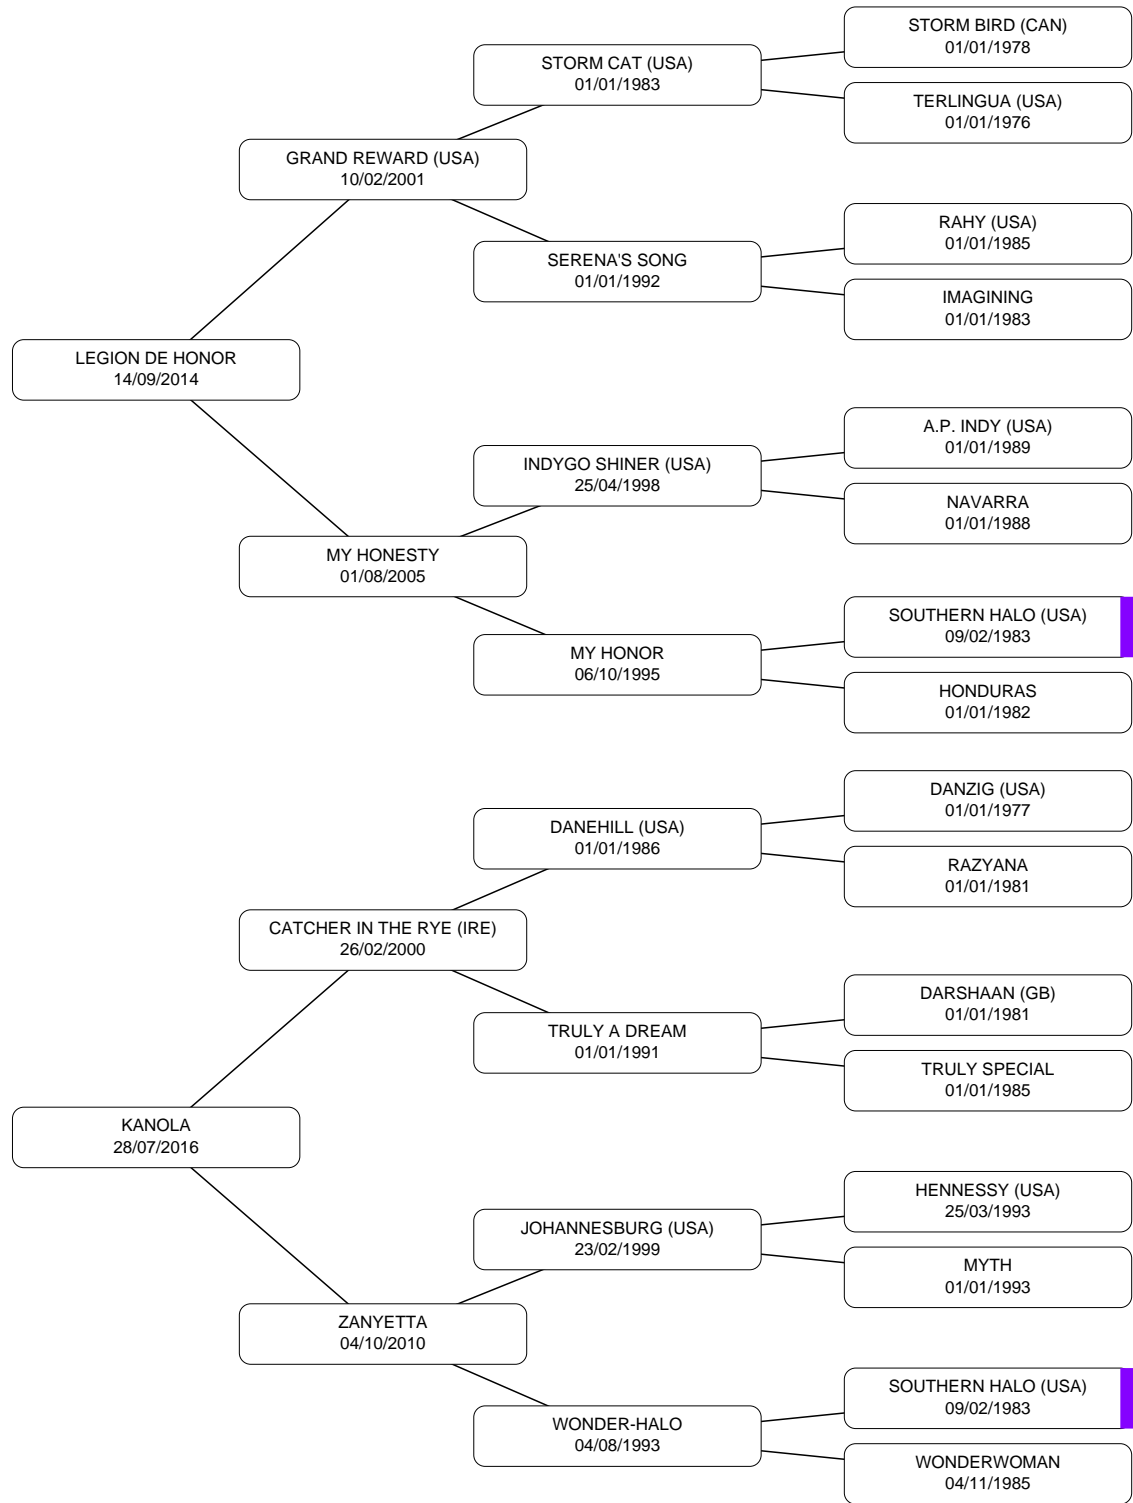 STORM BIRD (CAN)
01/01/1978
STORM CAT (USA)
01/01/1983
TERLINGUA (USA)
01/01/1976
GRAND REWARD (USA)
10/02/2001
RAHY (USA)
01/01/1985
SERENA'S SONG
01/01/1992
IMAGINING
01/01/1983
LEGION DE HONOR
14/09/2014
A.P. INDY (USA)
01/01/1989
INDYGO SHINER (USA)
25/04/1998
NAVARRA
01/01/1988
MY HONESTY
01/08/2005
SOUTHERN HALO (USA)
09/02/1983
MY HONOR
06/10/1995
HONDURAS
01/01/1982
DANZIG (USA)
01/01/1977
DANEHILL (USA)
01/01/1986
RAZYANA
01/01/1981
CATCHER IN THE RYE (IRE)
26/02/2000
DARSHAAN (GB)
01/01/1981
TRULY A DREAM
01/01/1991
TRULY SPECIAL
01/01/1985
KANOLA
28/07/2016
HENNESSY (USA)
25/03/1993
JOHANNESBURG (USA)
23/02/1999
MYTH
01/01/1993
ZANYETTA
04/10/2010
SOUTHERN HALO (USA)
09/02/1983
WONDER-HALO
04/08/1993
WONDERWOMAN
04/11/1985